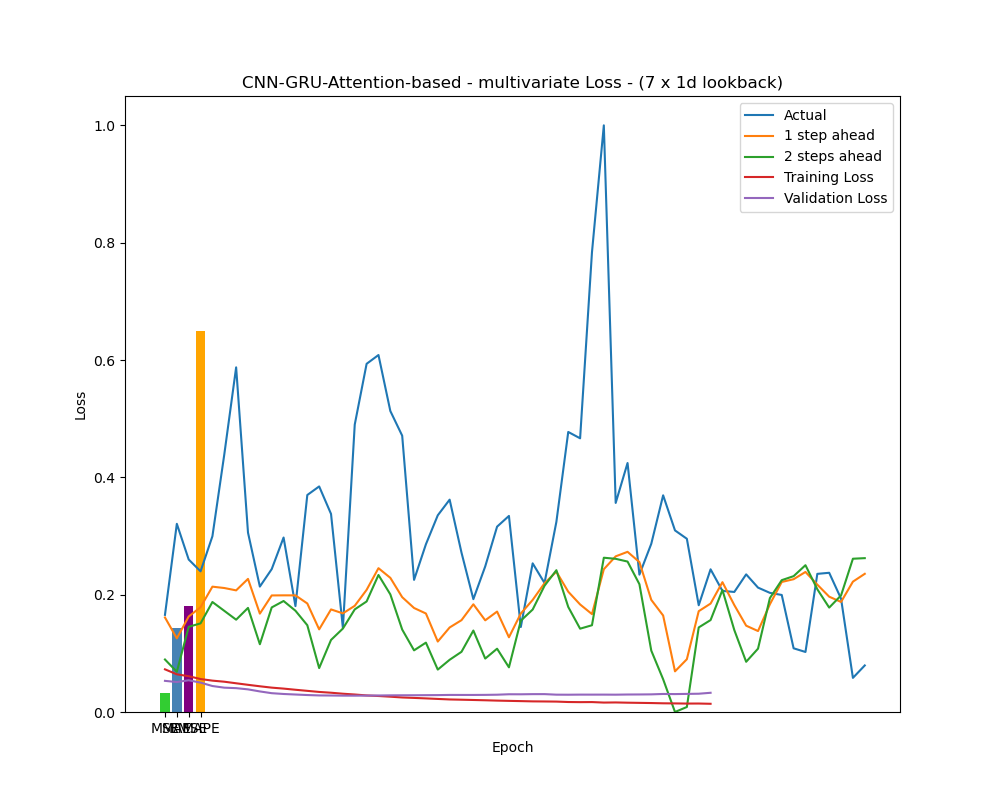 CNN-GRU-Attention-based - multivariate Loss - (7 x 1d lookback)
Actual
1 step ahead
2 steps ahead
Training Loss
Validation Loss
1.0
0.8
0.6
0.4
0.2
0.0
Loss
Epoch